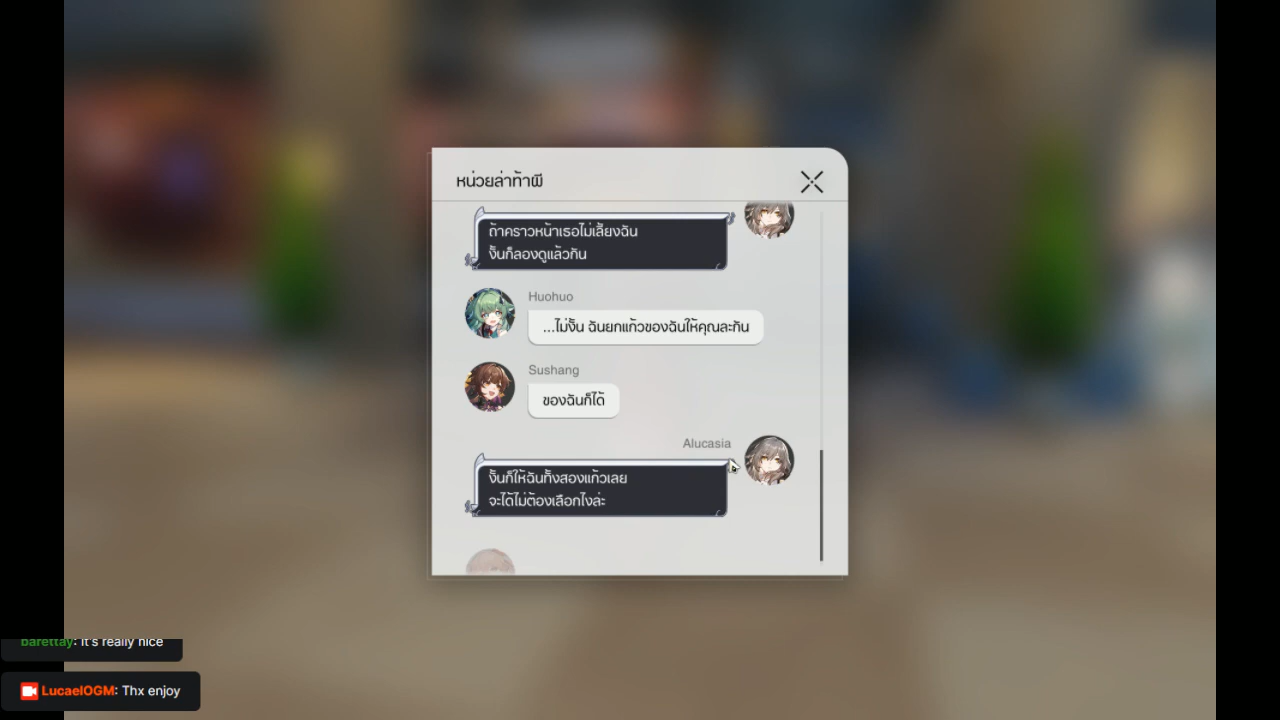 หน่วยล่าท้าผี
ถ้าคราวหน้าเธอไม่เลี้ยงฉัน
งั้นก็ลองดูแล้วกัน
Huohuo
...ไม่งั้น ฉันยกแก้วของฉันให้คุณละกัน
Sushang
ของฉันก็ได้
Alucasia
งั้นก็ให้ฉันทั้งสองแก้วเลย
จะได้ไม่ต้องเลือกไงล่ะ
barettay: It's really nice
LucaelOGM: Thx enjoy